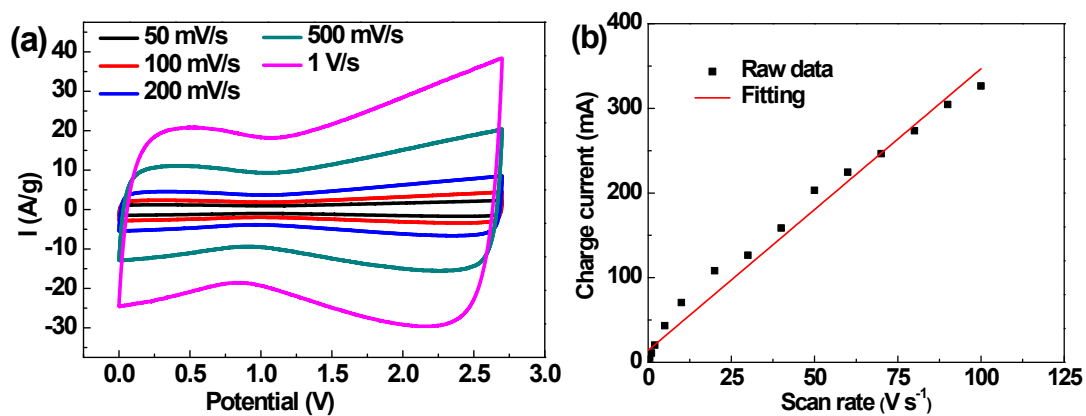 (a)
50 mV/s
500 mV/s
100 mV/s
1 V/s
200 mV/s
40
30
20
10
0
-10
-20
-30
I (A/g)
0.0 0.5 1.0 1.5 2.0 2.5 3.0
Potential (V)
(b)
Raw data
Fitting
400
300
200
100
0
Charge current (mA)
0 25 50 75 100 125
Scan rate (V s⁻¹)